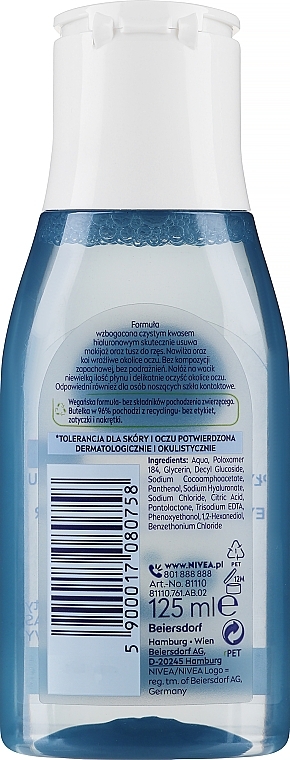 Formuła
wzbogacona czystym kwasem
hialuronowym skutecznie usuwa
makijaż oraz tusz do rzęs. Nawilża oraz
koi wrażliwe okolice oczu. Bez kompozycji
zapachowej, bez podrażnień. Nałóż na wacik
niewielką ilość płynu i delikatnie oczyść okolice oczu.
Odpowiedni również dla osób noszących szkła kontaktowe.
Wegańska formuła- bez składników pochodzenia zwierzęcego.
Butelka w 96% pochodzi z recyclingu- bez etykiet,
zatyczki i nakrętki.
*TOLERANCJA DLA SKÓRY I OCZU POTWIERDZONA
DERMATOLOGICZNIE I OKULISTYCZNIE
Ingredients: Aqua, Poloxamer
184, Glycerin, Decyl Glucoside,
Sodium Cocoamphoacetate,
Panthenol, Sodium Hyaluronate,
Sodium Chloride, Citric Acid,
Pantolactone, Trisodium EDTA,
Phenoxyethanol, 1,2-Hexanediol,
Benzethonium Chloride
www.NIVEA.pl
801 888 888
Art.-No. 81110
81110.761.AB.02
PET
12M
125 ml e
PET
Beiersdorf
Hamburg • Wien
Beiersdorf AG,
D-20245 Hamburg
NIVEA/NIVEA Logo =
reg. tm. of Beiersdorf AG,
Germany
5 900017 080758